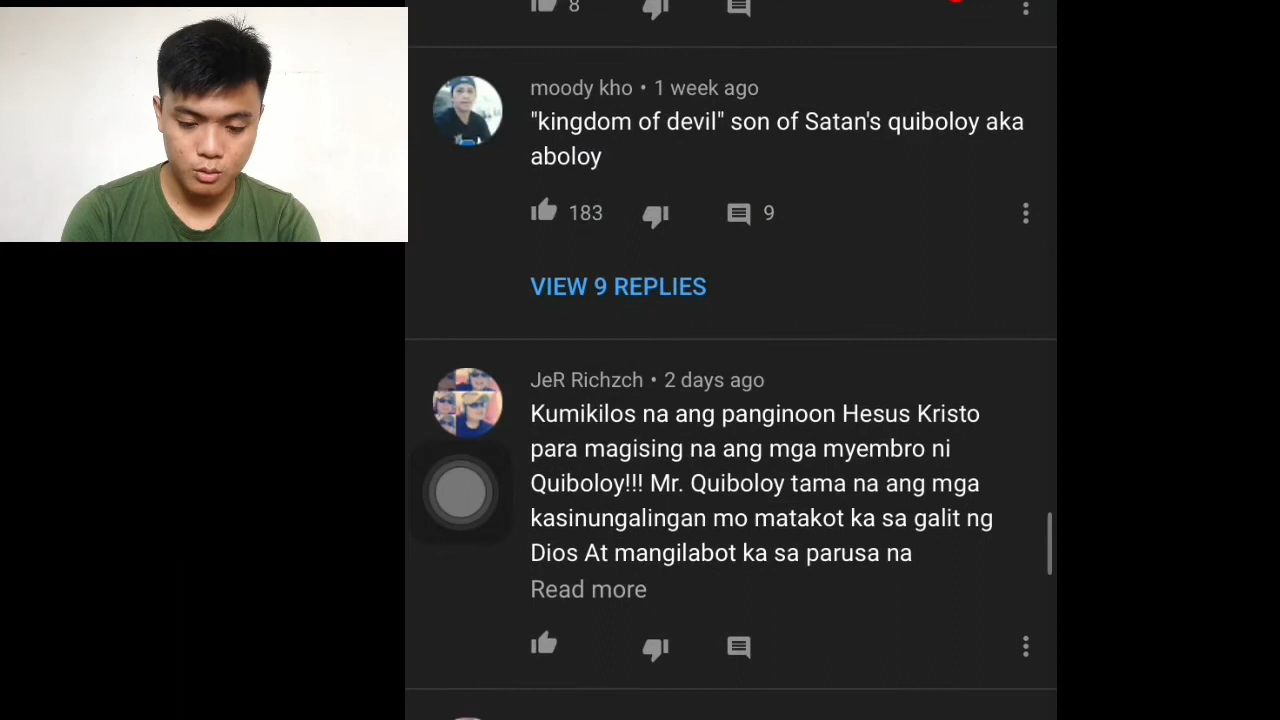 8
moody kho • 1 week ago
"kingdom of devil" son of Satan's quiboloy aka
aboloy
183
9
VIEW 9 REPLIES
JeR Richzch • 2 days ago
Kumikilos na ang panginoon Hesus Kristo
para magising na ang mga myembro ni
Quiboloy!!! Mr. Quiboloy tama na ang mga
kasinungalingan mo matakot ka sa galit ng
Dios At mangilabot ka sa parusa na
Read more